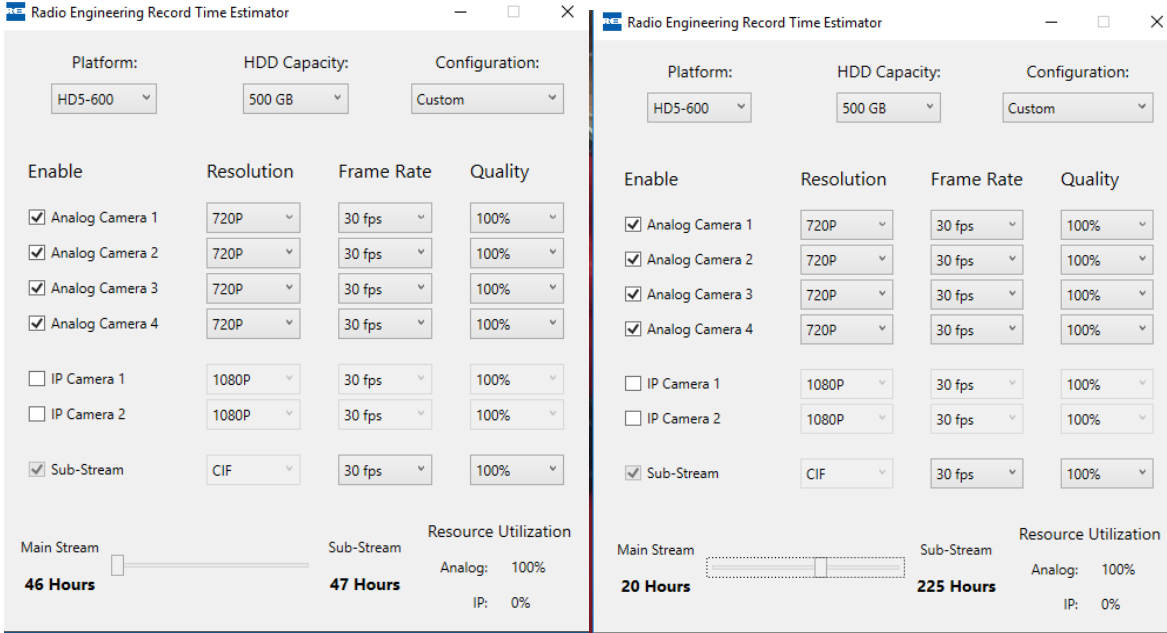 REI Radio Engineering Record Time Estimator
Platform: HDD Capacity: Configuration:
HD5-600 500 GB Custom
Enable Resolution Frame Rate Quality
Analog Camera 1 720P 30 fps 100%
Analog Camera 2 720P 30 fps 100%
Analog Camera 3 720P 30 fps 100%
Analog Camera 4 720P 30 fps 100%
IP Camera 1 1080P 30 fps 100%
IP Camera 2 1080P 30 fps 100%
Sub-Stream CIF 30 fps 100%
Resource Utilization
Main Stream Sub-Stream
Analog: 100%
46 Hours 47 Hours
IP: 0%
REI Radio Engineering Record Time Estimator
Platform: HDD Capacity: Configuration:
HD5-600 500 GB Custom
Enable Resolution Frame Rate Quality
Analog Camera 1 720P 30 fps 100%
Analog Camera 2 720P 30 fps 100%
Analog Camera 3 720P 30 fps 100%
Analog Camera 4 720P 30 fps 100%
IP Camera 1 1080P 30 fps 100%
IP Camera 2 1080P 30 fps 100%
Sub-Stream CIF 30 fps 100%
Resource Utilization
Main Stream Sub-Stream
Analog: 100%
20 Hours 225 Hours
IP: 0%